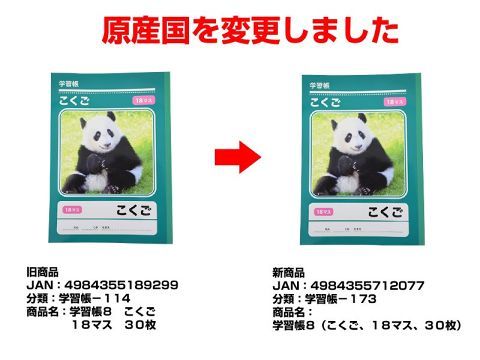 原産国を変更しました
学習帳
こくご
18マス
18マス
こくご
学習帳
こくご
18マス
18マス
こくご
旧商品
JAN：4984355189299
分類：学習帳－114
商品名：学習帳8　こくご
18マス　30枚
新商品
JAN：4984355712077
分類：学習帳－173
商品名：
学習帳8（こくご、18マス、30枚）